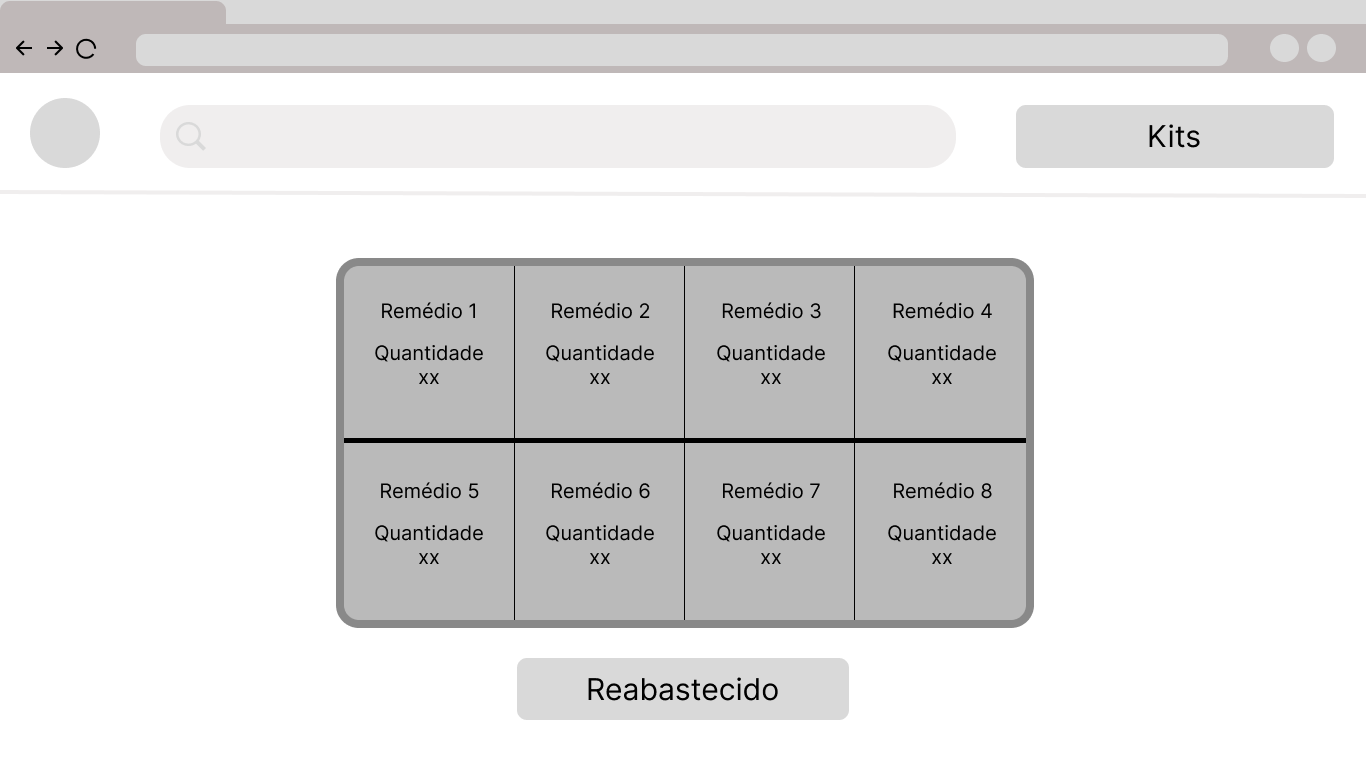 Kits
Remédio 1
Quantidade
xx
Remédio 2
Quantidade
xx
Remédio 3
Quantidade
xx
Remédio 4
Quantidade
xx
Remédio 5
Quantidade
xx
Remédio 6
Quantidade
xx
Remédio 7
Quantidade
xx
Remédio 8
Quantidade
xx
Reabastecido